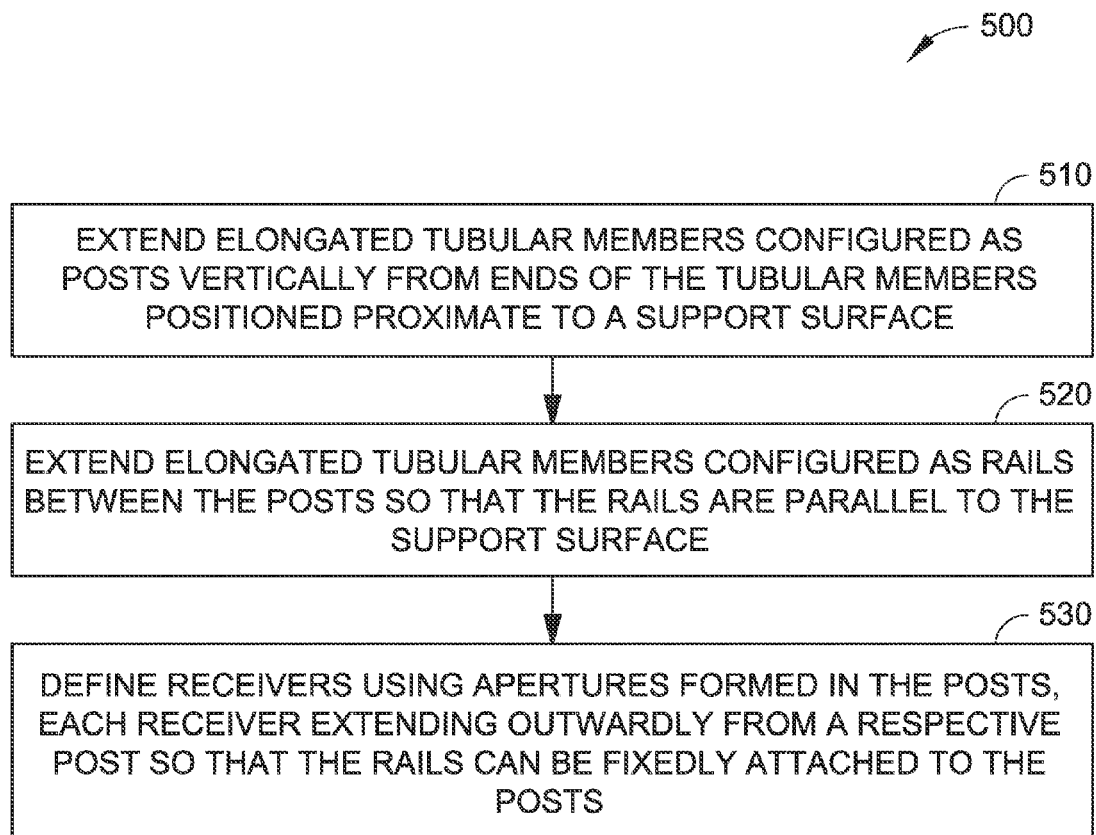 500
510
EXTEND ELONGATED TUBULAR MEMBERS CONFIGURED AS
POSTS VERTICALLY FROM ENDS OF THE TUBULAR MEMBERS
POSITIONED PROXIMATE TO A SUPPORT SURFACE
520
EXTEND ELONGATED TUBULAR MEMBERS CONFIGURED AS RAILS
BETWEEN THE POSTS SO THAT THE RAILS ARE PARALLEL TO THE
SUPPORT SURFACE
530
DEFINE RECEIVERS USING APERTURES FORMED IN THE POSTS,
EACH RECEIVER EXTENDING OUTWARDLY FROM A RESPECTIVE
POST SO THAT THE RAILS CAN BE FIXEDLY ATTACHED TO THE
POSTS